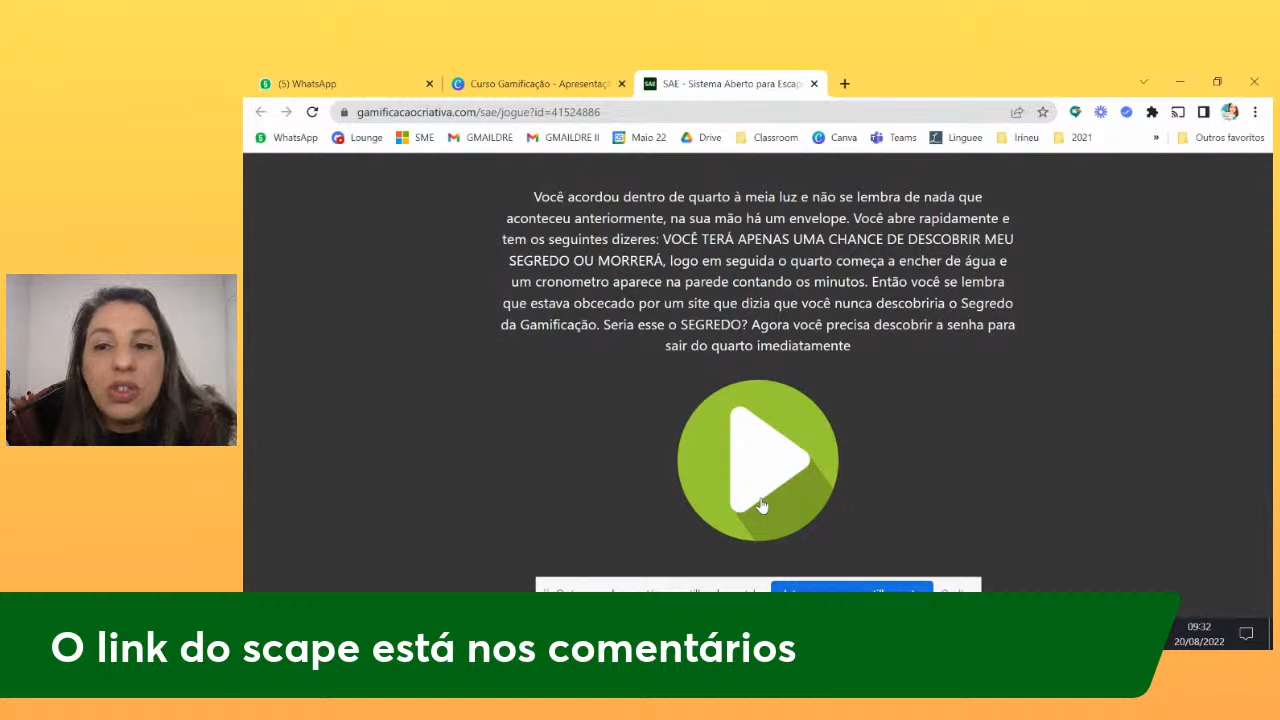 (5) WhatsApp
Curso Gamificação - Apresentaç
SAE - Sistema Aberto para Escap
gamificacaocriativa.com/sae/jogue?id=41524886
WhatsApp Lounge SME GMAILDRE GMAILDRE II Maio 22 Drive Classroom Canva Teams Linguee Irineu 2021 » Outros favoritos
Você acordou dentro de quarto à meia luz e não se lembra de nada que
aconteceu anteriormente, na sua mão há um envelope. Você abre rapidamente e
tem os seguintes dizeres: VOCÊ TERÁ APENAS UMA CHANCE DE DESCOBRIR MEU
SEGREDO OU MORRERÁ, logo em seguida o quarto começa a encher de água e
um cronometro aparece na parede contando os minutos. Então você se lembra
que estava obcecado por um site que dizia que você nunca descobriria o Segredo
da Gamificação. Seria esse o SEGREDO? Agora você precisa descobrir a senha para
sair do quarto imediatamente
09:32
20/08/2022
O link do scape está nos comentários